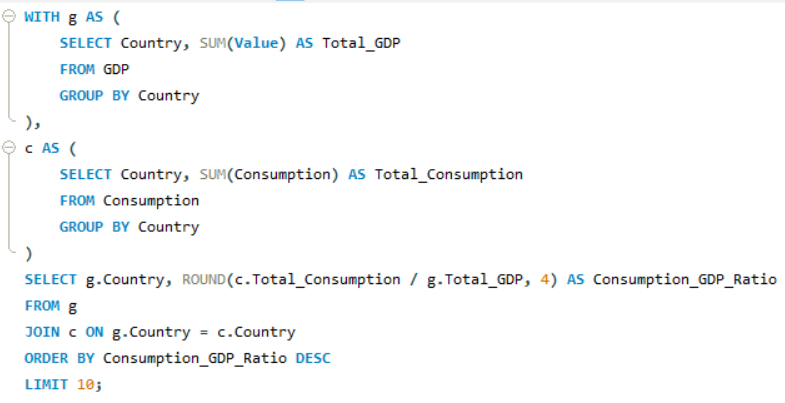 WITH g AS (
    SELECT Country, SUM(Value) AS Total_GDP
    FROM GDP
    GROUP BY Country
),
c AS (
    SELECT Country, SUM(Consumption) AS Total_Consumption
    FROM Consumption
    GROUP BY Country
)
SELECT g.Country, ROUND(c.Total_Consumption / g.Total_GDP, 4) AS Consumption_GDP_Ratio
FROM g
JOIN c ON g.Country = c.Country
ORDER BY Consumption_GDP_Ratio DESC
LIMIT 10;